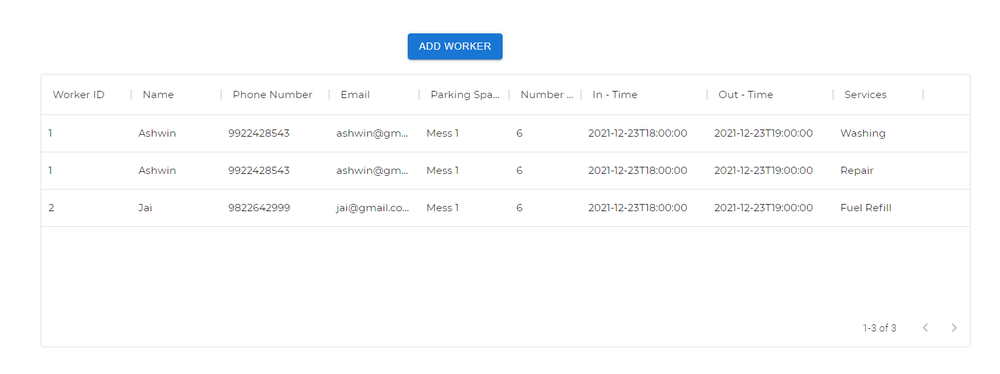 ADD WORKER
Worker ID Name Phone Number Email Parking Spa... Number ... In - Time Out - Time Services
1 Ashwin 9922428543 ashwin@gm... Mess 1 6 2021-12-23T18:00:00 2021-12-23T19:00:00 Washing
1 Ashwin 9922428543 ashwin@gm... Mess 1 6 2021-12-23T18:00:00 2021-12-23T19:00:00 Repair
2 Jai 9822642999 jai@gmail.co... Mess 1 6 2021-12-23T18:00:00 2021-12-23T19:00:00 Fuel Refill
1-3 of 3